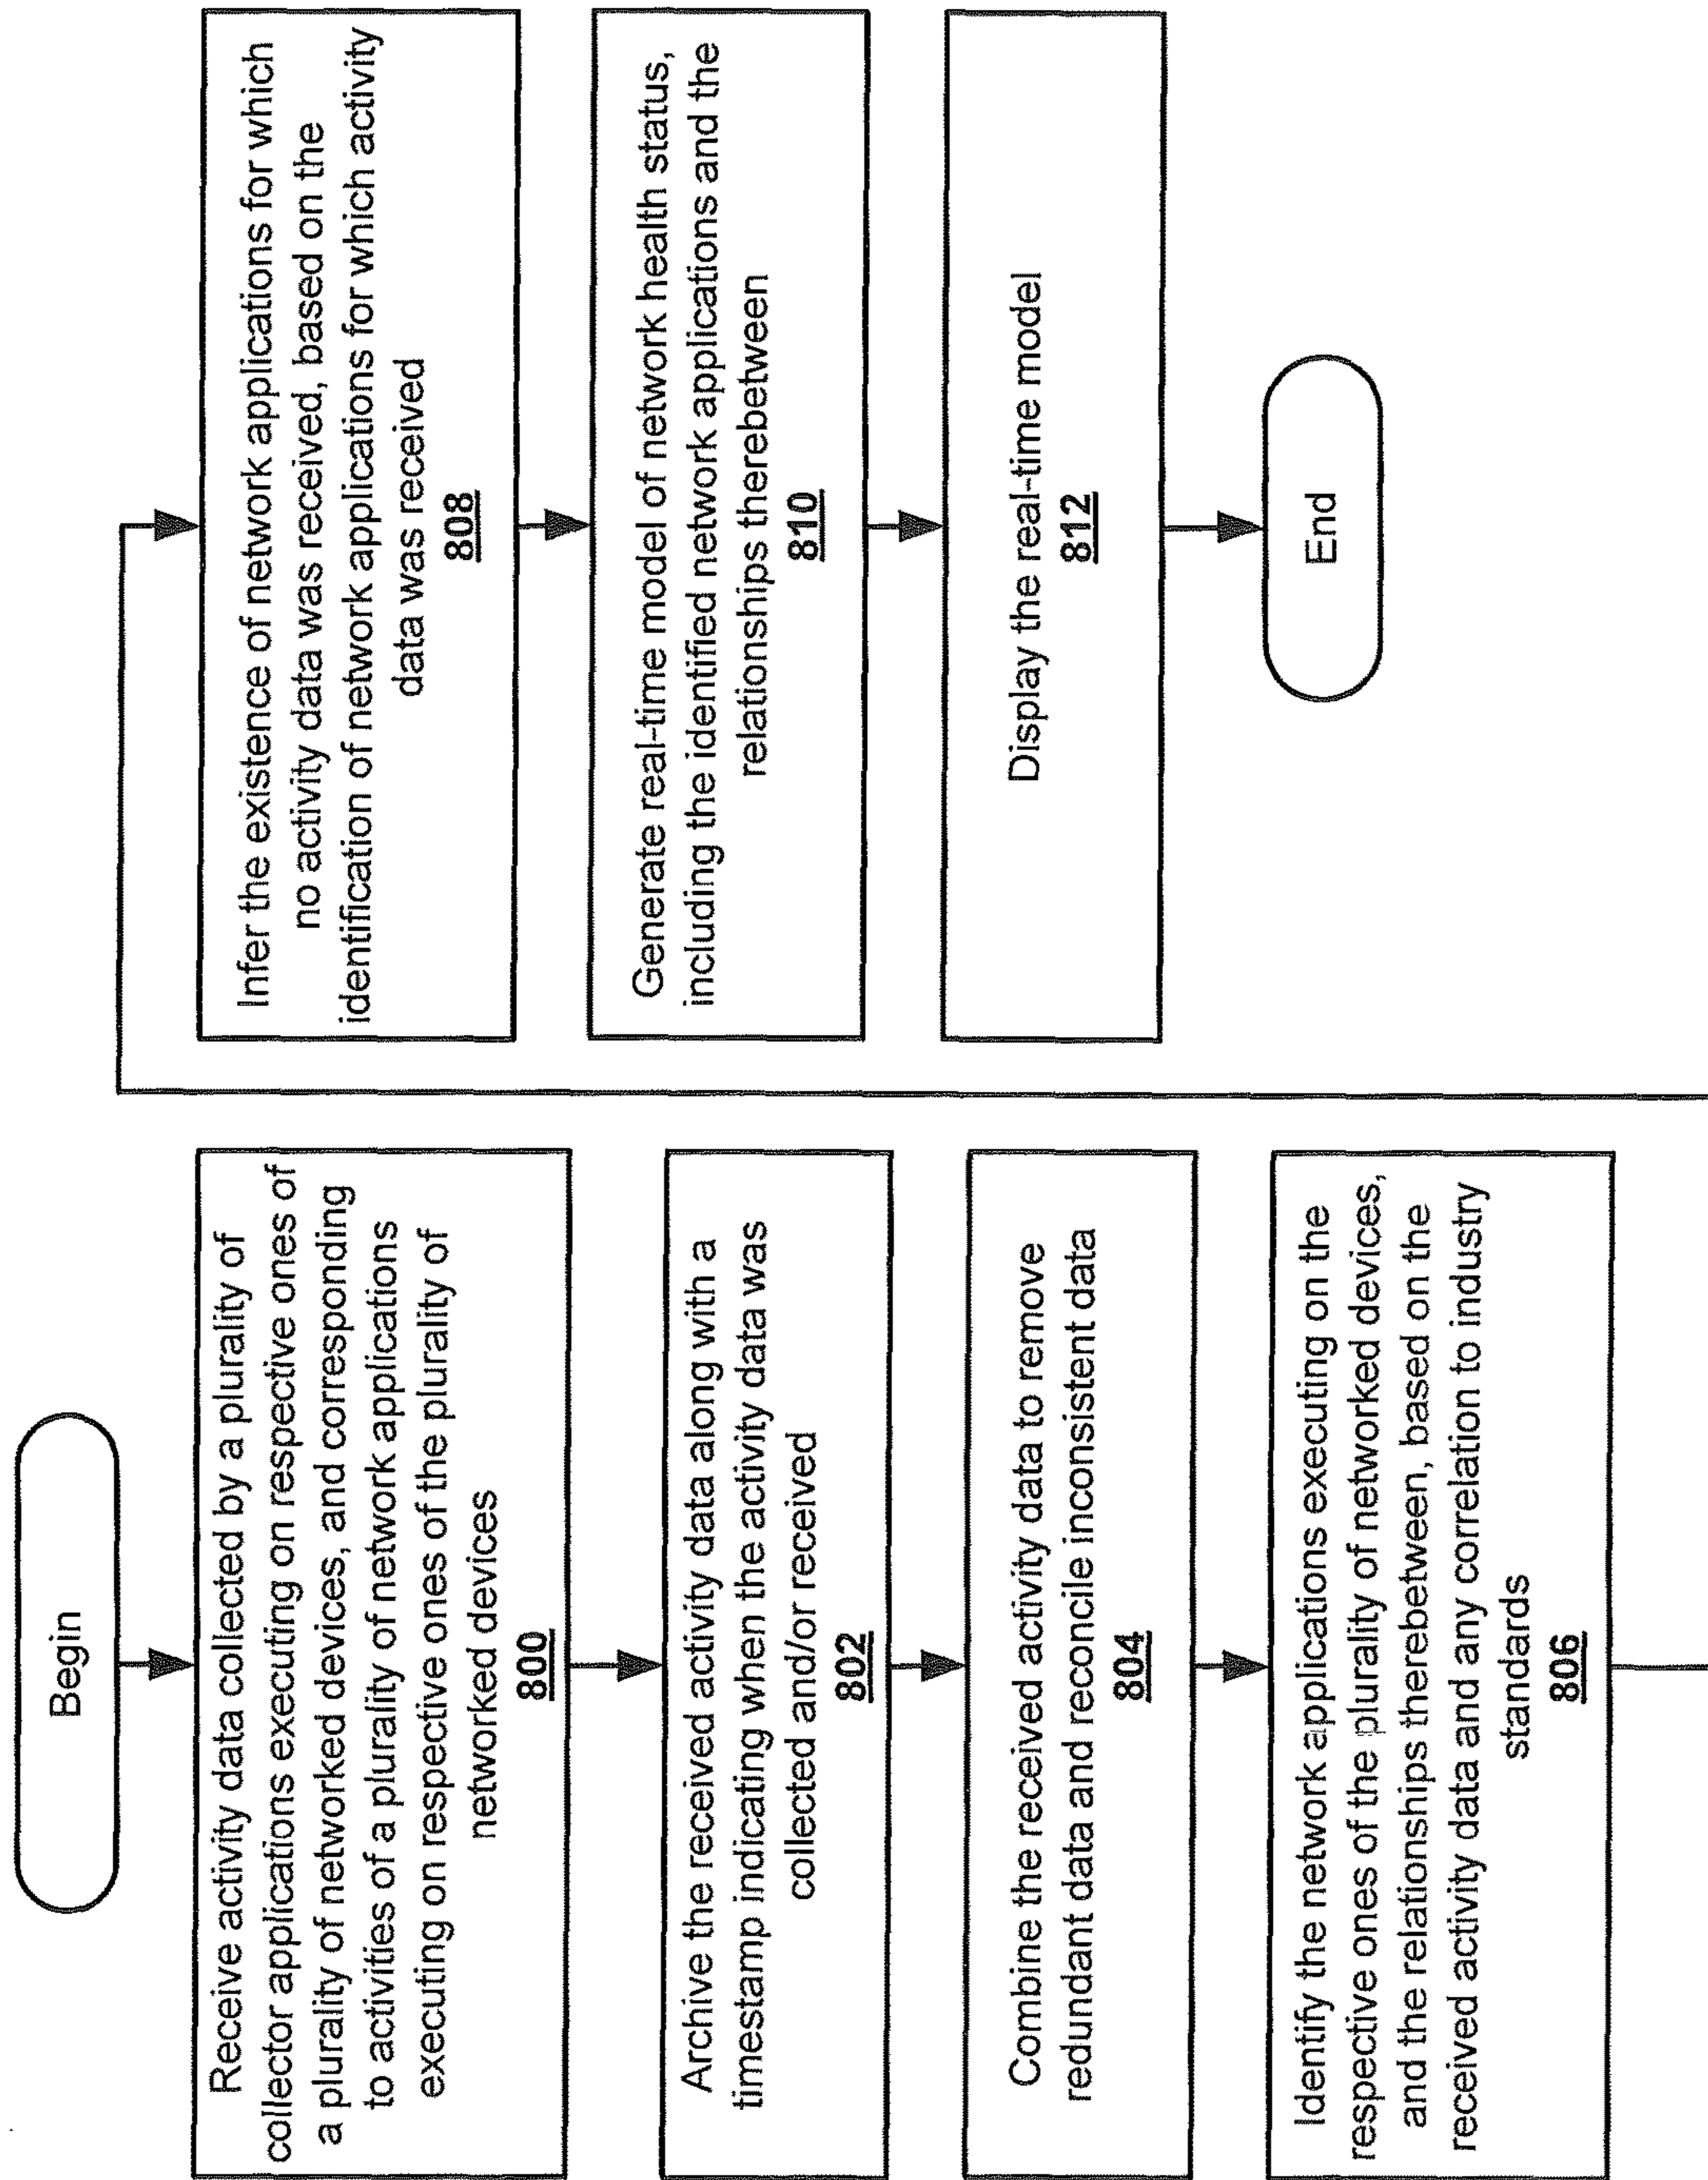 Begin
Receive activity data collected by a plurality of
collector applications executing on respective ones of
a plurality of networked devices, and corresponding
to activities of a plurality of network applications
executing on respective ones of the plurality of
networked devices
800
Archive the received activity data along with a
timestamp indicating when the activity data was
collected and/or received
802
Combine the received activity data to remove
redundant data and reconcile inconsistent data
804
Identify the network applications executing on the
respective ones of the plurality of networked devices,
and the relationships therebetween, based on the
received activity data and any correlation to industry
standards
806
Infer the existence of network applications for which
no activity data was received, based on the
identification of network applications for which activity
data was received
808
Generate real-time model of network health status,
including the identified network applications and the
relationships therebetween
810
Display the real-time model
812
End